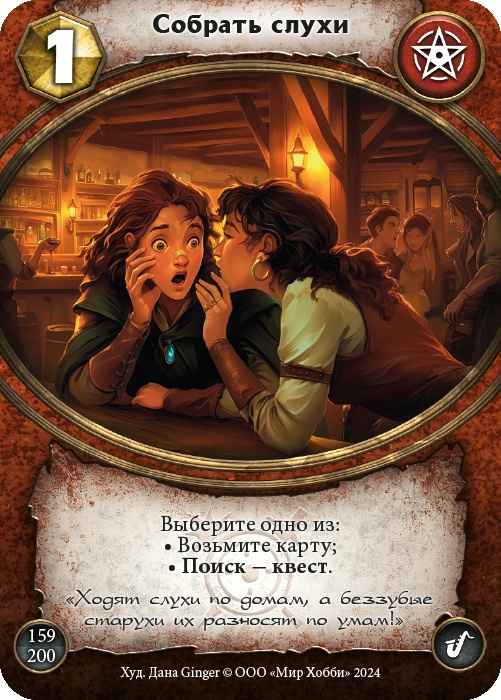 1
Собрать слухи
Выберите одно из:
• Возьмите карту;
• Поиск — квест.
«Ходят слухи по домам, а беззубые
старухи их разносят по умам!»
159
200
Худ. Дана Ginger © ООО «Мир Хобби» 2024